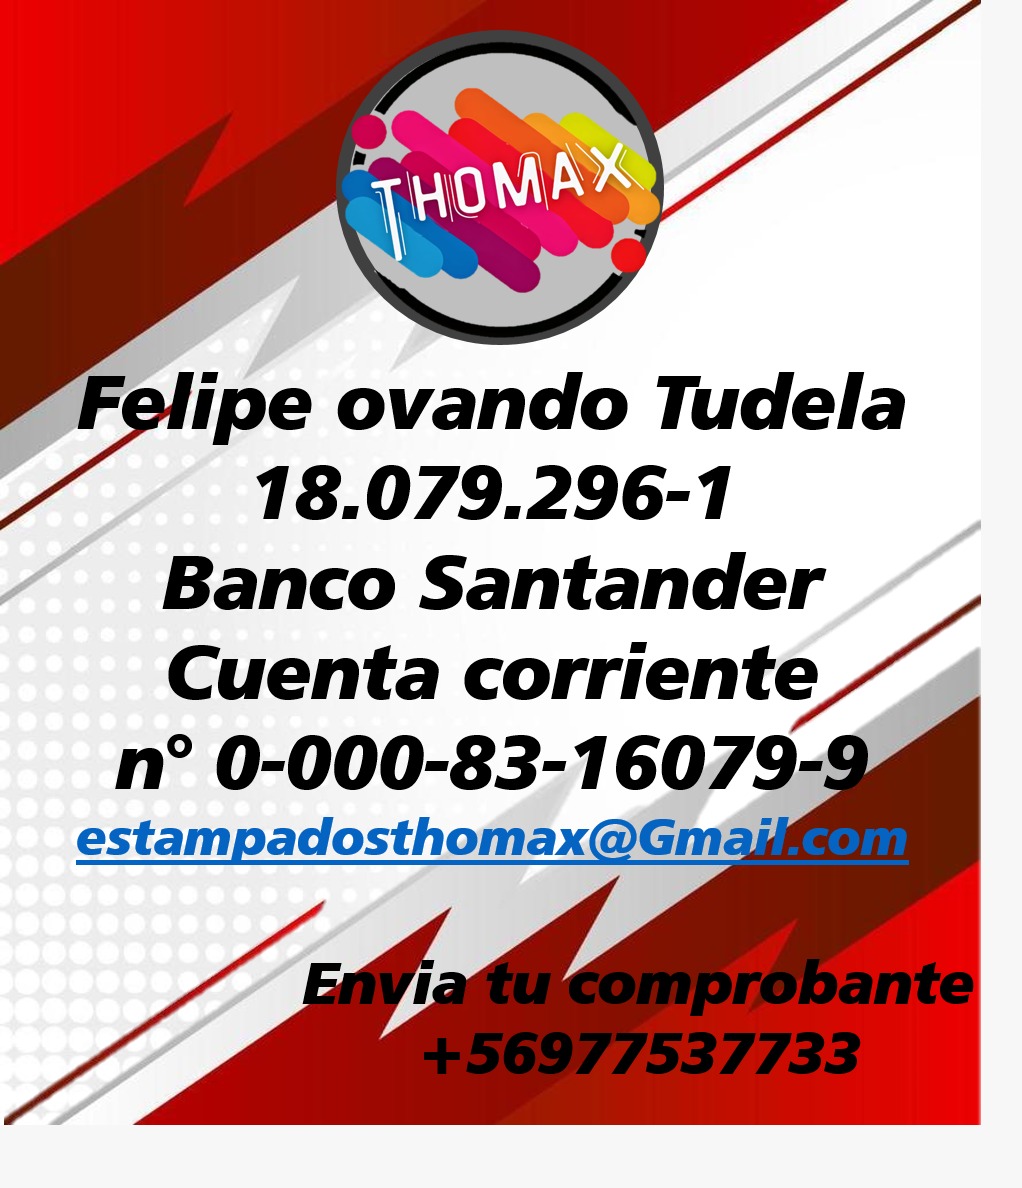 THOMAX
Felipe ovando Tudela
18.079.296-1
Banco Santander
Cuenta corriente
n° 0-000-83-16079-9
estampadosthomax@Gmail.com
Envia tu comprobante
+56977537733